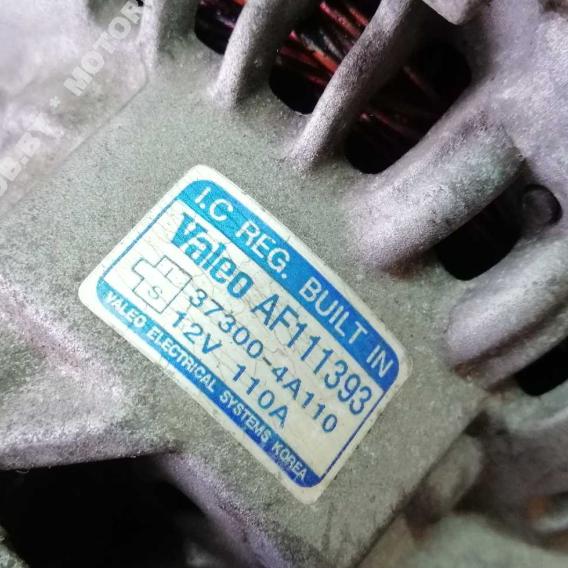 I.C REG. BUILT IN
Valeo AF111393
37300-4A110
S 12V 110A
VALEO ELECTRICAL SYSTEMS KOREA